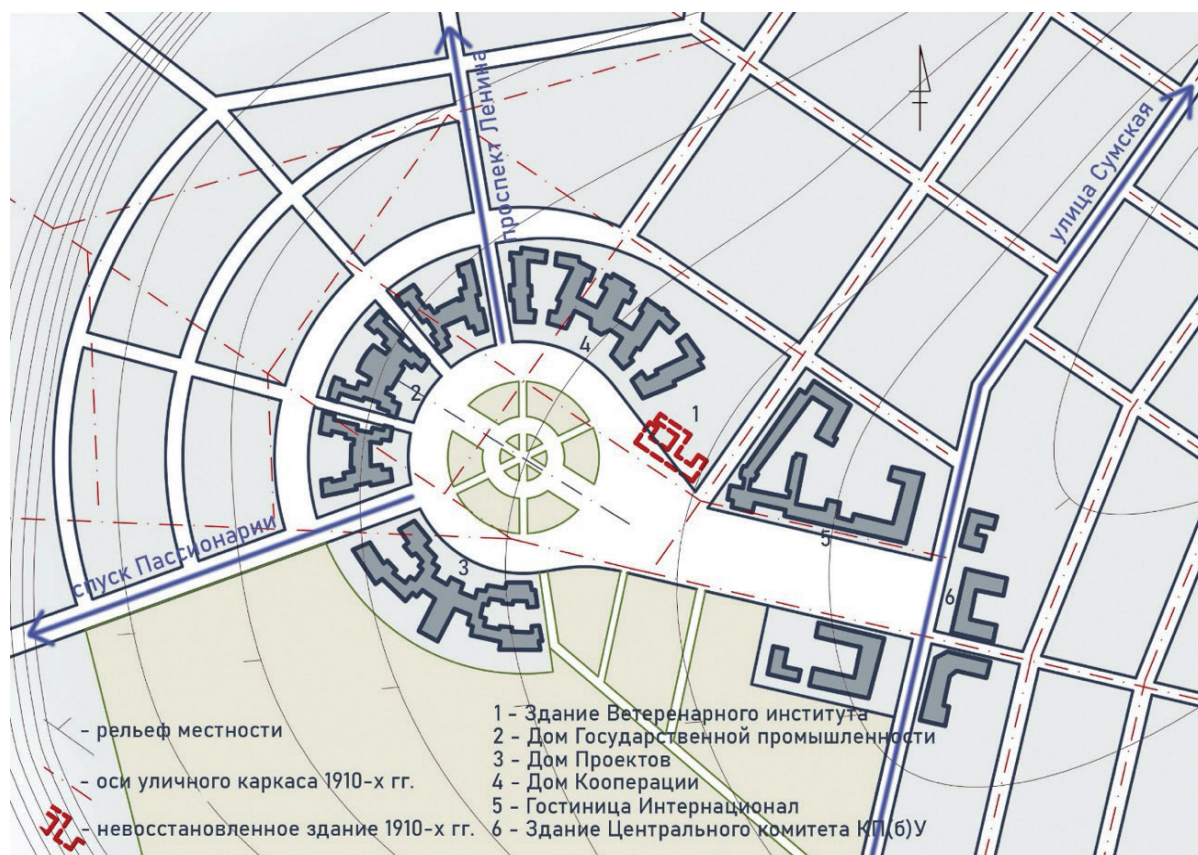 проспект Ленина
улица Сумская
спуск Пассионарии
1
2
3
4
5
6
- рельеф местности
- оси уличного каркаса 1910-х гг.
- невосстановленное здание 1910-х гг.
1 - Здание Ветеренарного института
2 - Дом Государственной промышленности
3 - Дом Проектов
4 - Дом Кооперации
5 - Гостиница Интернационал
6 - Здание Центрального комитета КП(б)У